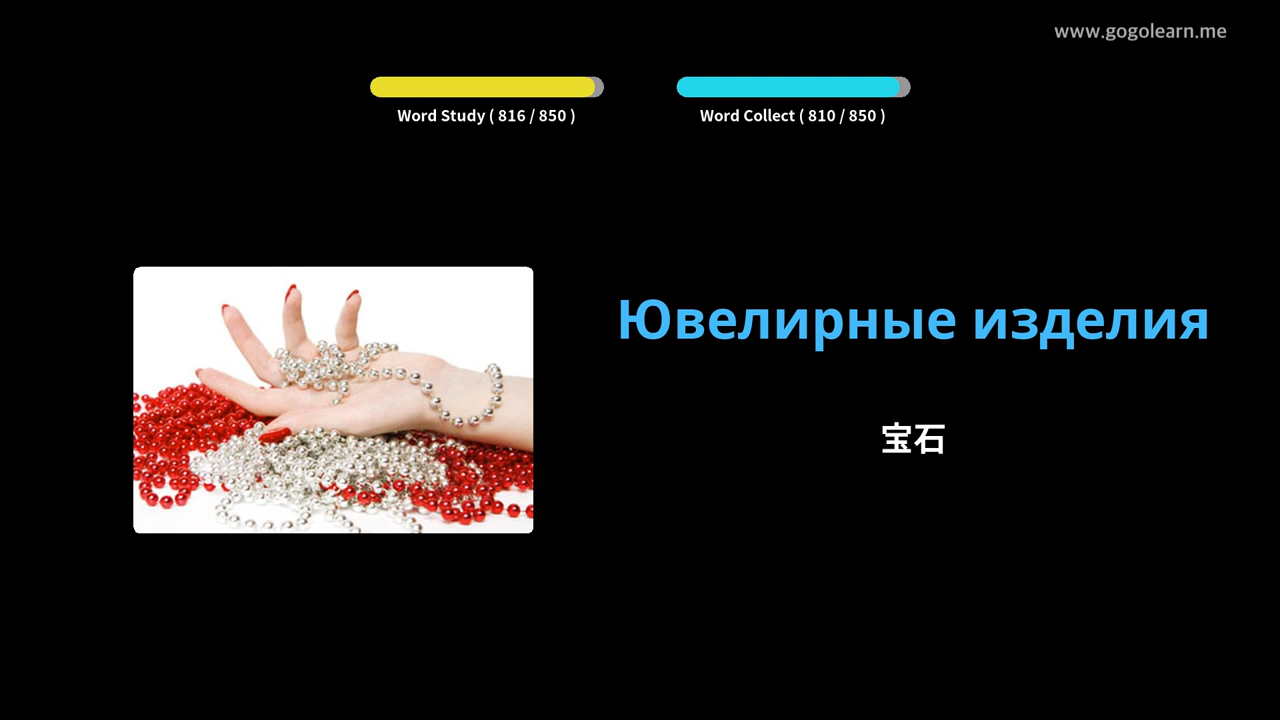 www.gogolearn.me
Word Study ( 816 / 850 )
Word Collect ( 810 / 850 )
Ювелирные изделия
宝石